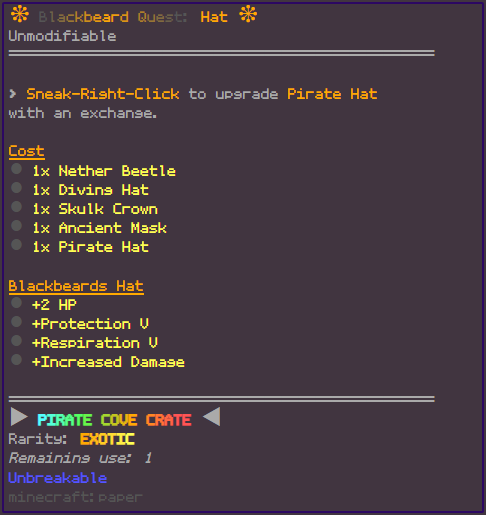 Blackbeard Quest: Hat
Unmodifiable
> Sneak-Right-Click to upgrade Pirate Hat
with an exchange.
Cost
1x Nether Beetle
1x Diving Hat
1x Skulk Crown
1x Ancient Mask
1x Pirate Hat
Blackbeards Hat
+2 HP
+Protection V
+Respiration V
+Increased Damage
PIRATE COVE CRATE
Rarity: EXOTIC
Remaining use: 1
Unbreakable
minecraft:paper